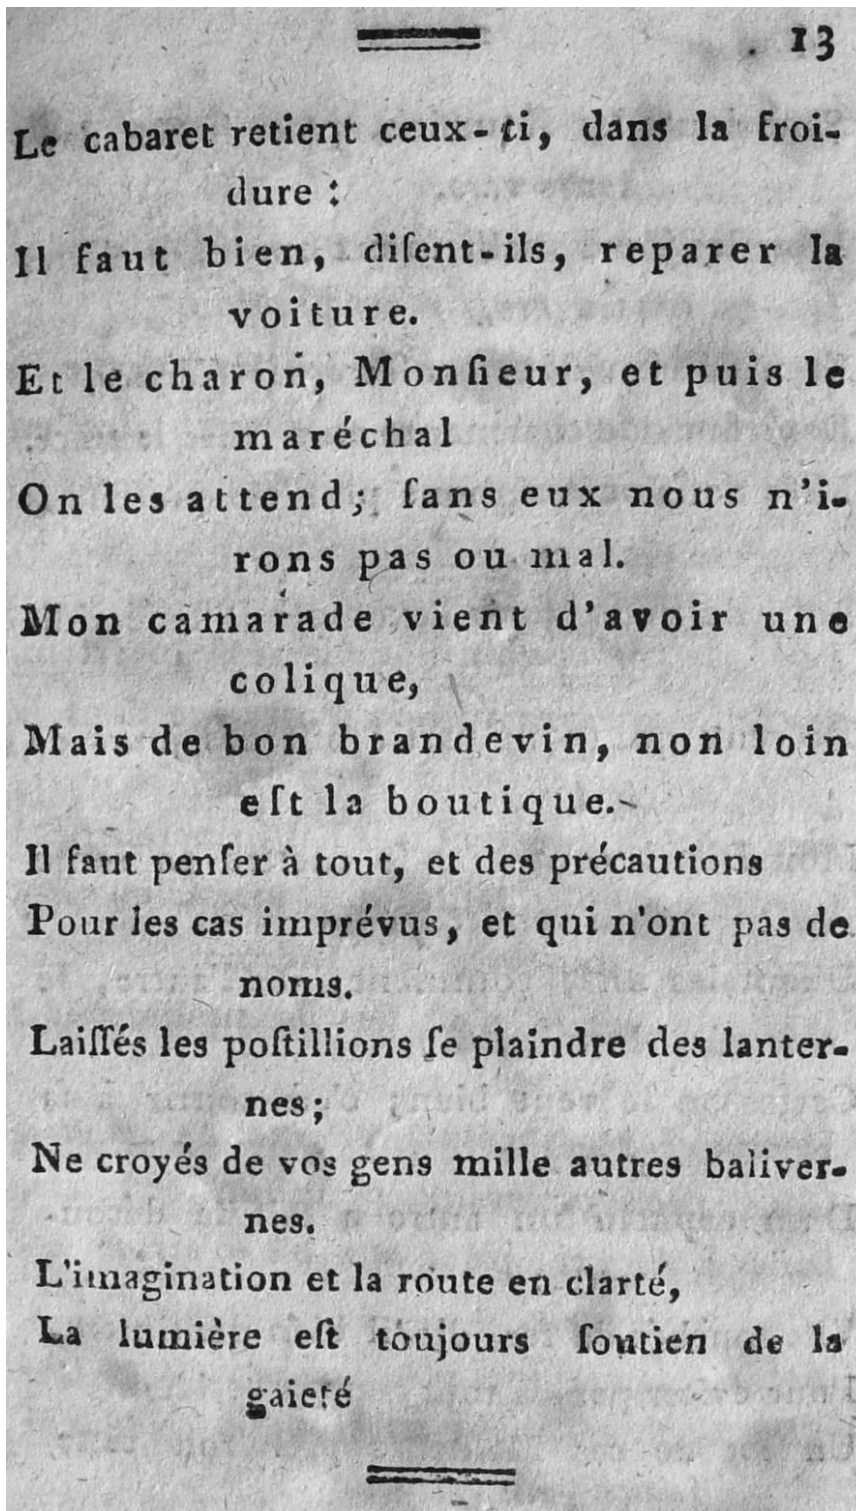 13
Le cabaret retient ceux-ti, dans la froi-
dure :
Il faut bien, diſent-ils, reparer la
voiture.
Et le charon, Monſieur, et puis le
maréchal
On les attend; ſans eux nous n'i-
rons pas ou mal.
Mon camarade vient d'avoir une
colique,
Mais de bon brandevin, non loin
eſt la boutique.
Il faut penſer à tout, et des précautions
Pour les cas imprévus, et qui n'ont pas de
noms.
Laiſſés les poſtillions ſe plaindre des lanter-
nes;
Ne croyés de vos gens mille autres baliver-
nes.
L'imagination et la route en clarté,
La lumière eſt toujours ſoutien de la
gaieté